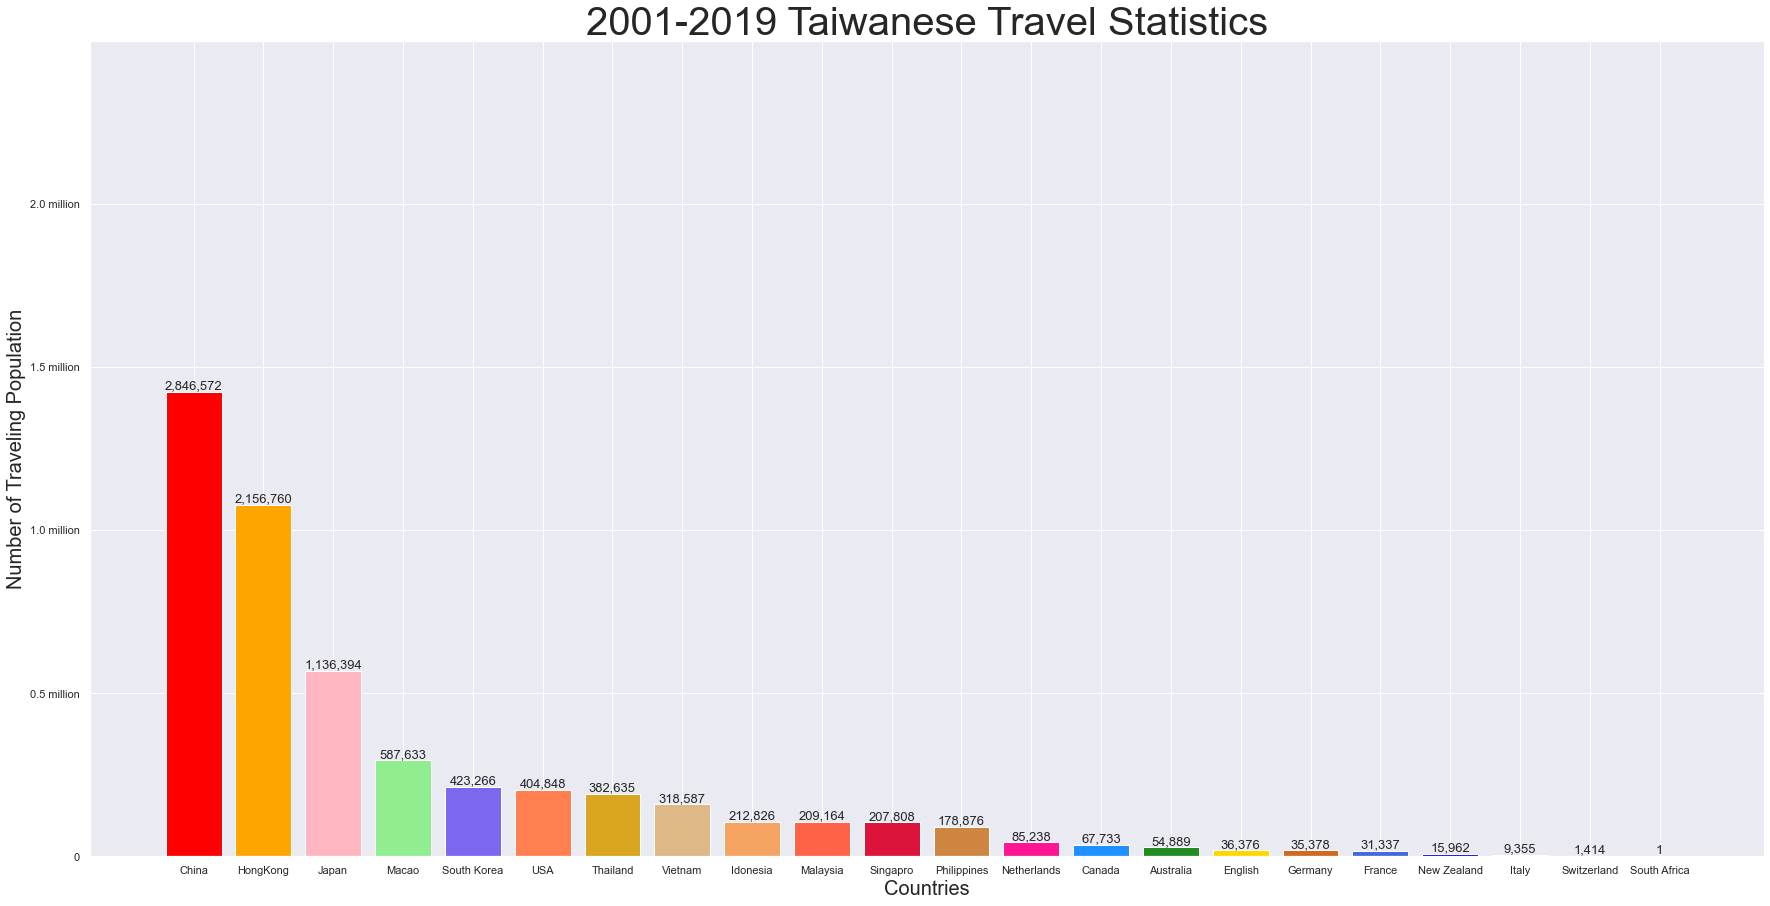 2001-2019 Taiwanese Travel Statistics
Number of Traveling Population
2.0 million
1.5 million
1.0 million
0.5 million
0
2,846,572
2,156,760
1,136,394
587,633
423,266
404,848
382,635
318,587
212,826
209,164
207,808
178,876
85,238
67,733
54,889
36,376
35,378
31,337
15,962
9,355
1,414
1
China
HongKong
Japan
Macao
South Korea
USA
Thailand
Vietnam
Idonesia
Malaysia
Singapro
Philippines
Netherlands
Canada
Australia
English
Germany
France
New Zealand
Italy
Switzerland
South Africa
Countries